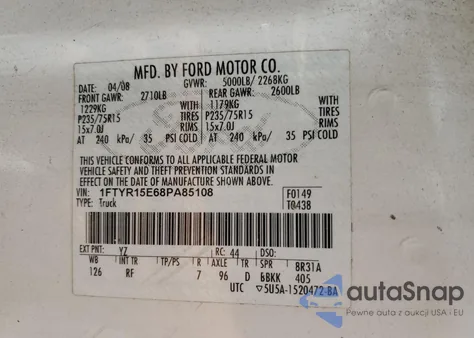 MFD. BY FORD MOTOR CO.
DATE: 04/08 GVWR: 5000LB/ 2268KG
FRONT GAWR: 2710LB REAR GAWR: 2600LB
1229KG WITH 1179KG WITH
P235/75R15 TIRES P235/75R15 TIRES
15x7.0J RIMS 15x7.0J RIMS
AT 240 kPa/ 35 PSI COLD AT 240 kPa/ 35 PSI COLD
THIS VEHICLE CONFORMS TO ALL APPLICABLE FEDERAL MOTOR
VEHICLE SAFETY AND THEFT PREVENTION STANDARDS IN
EFFECT ON THE DATE OF MANUFACTURE SHOWN ABOVE.
VIN: 1FTYR15E68PA85108 F0149
TYPE: Truck T0438
EXT PNT: YZ RC: 44 DSO:
WB INT TR TP/PS R AXLE TR SPR BR31A
126 RF 7 96 D BBKK 405
UTC ▽5U5A-1520472-BA
autoSnap
Pewne auta z aukcji USA i EU